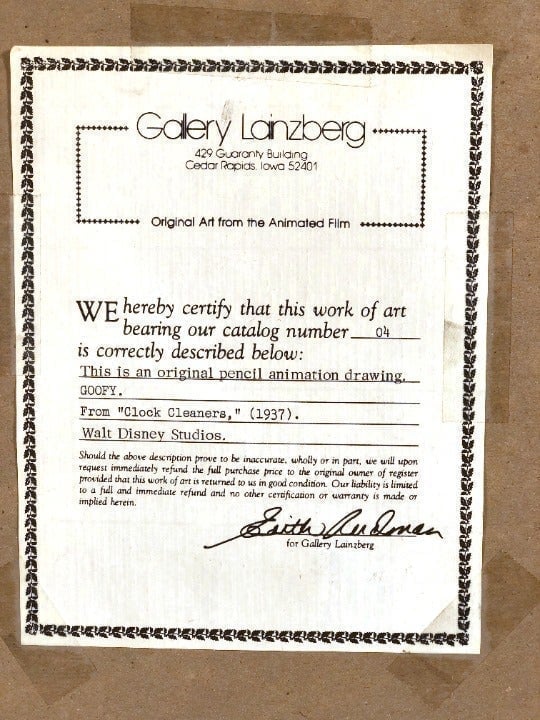 Gallery Lainzberg
429 Guaranty Building
Cedar Rapids, Iowa 52401
Original Art from the Animated Film
WE hereby certify that this work of art
bearing our catalog number 04
is correctly described below:
This is an original pencil animation drawing.
GOOFY.
From "Clock Cleaners," (1937).
Walt Disney Studios.
Should the above description prove to be inaccurate, wholly or in part, we will upon
request immediately refund the full purchase price to the original owner of register
provided that this work of art is returned to us in good condition. Our liability is limited
to a full and immediate refund and no other certification or warranty is made or
implied herein.
Edith
for Gallery Lainzberg